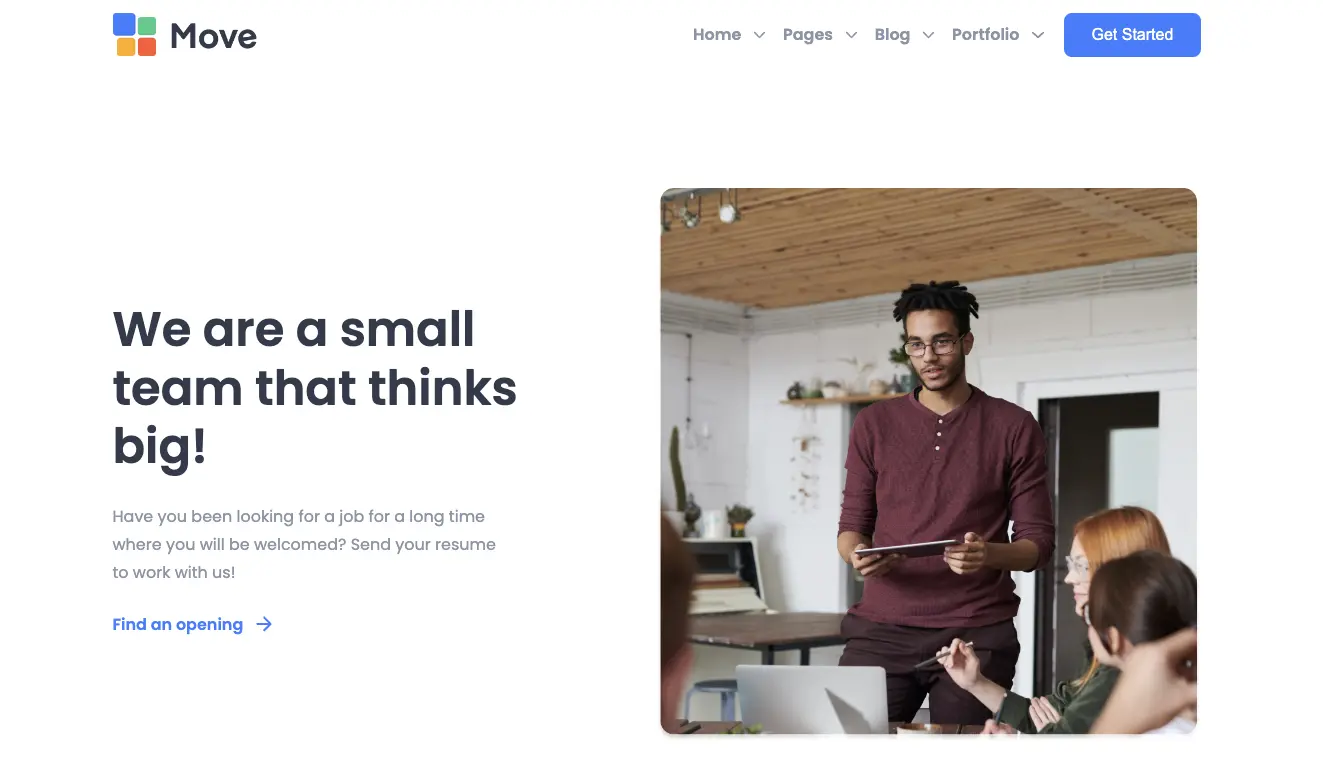 Move
Home Pages Blog Portfolio Get Started
We are a small
team that thinks
big!
Have you been looking for a job for a long time
where you will be welcomed? Send your resume
to work with us!
Find an opening